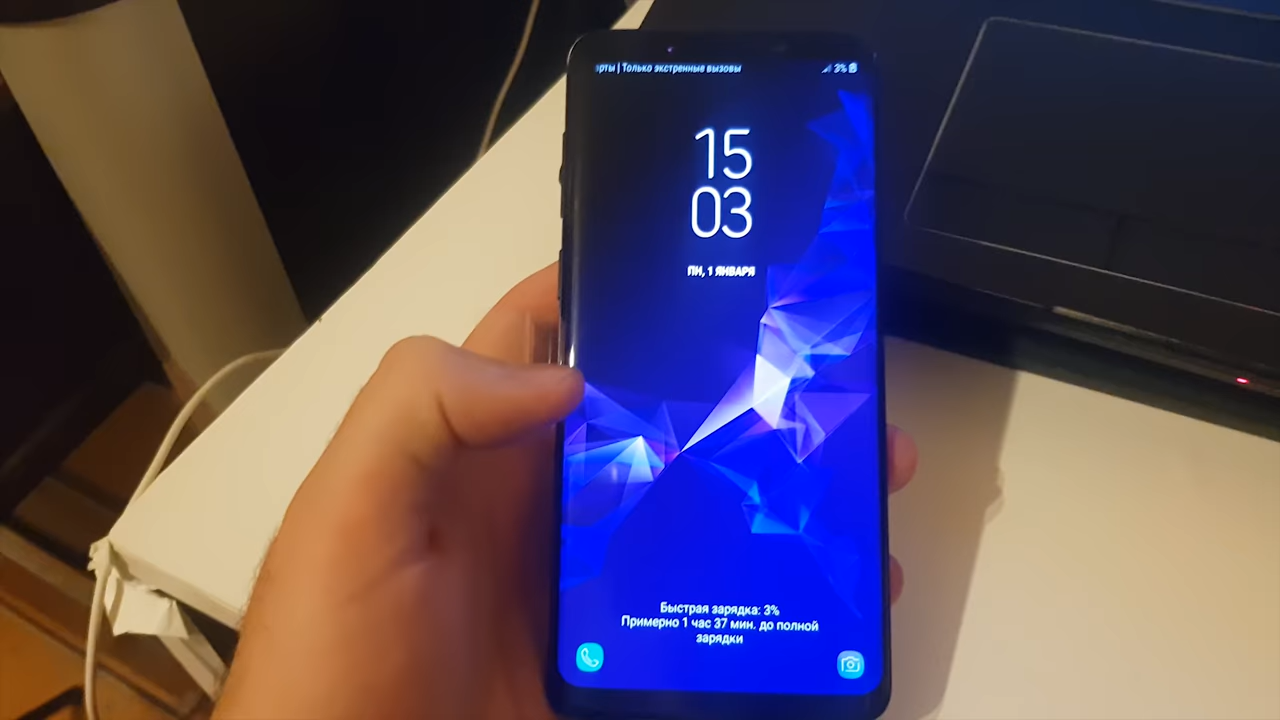 рты | Только экстренные вызовы
3%
15
03
ПН, 1 ЯНВАРЯ
Быстрая зарядка: 3%
Примерно 1 час 37 мин. до полной
зарядки